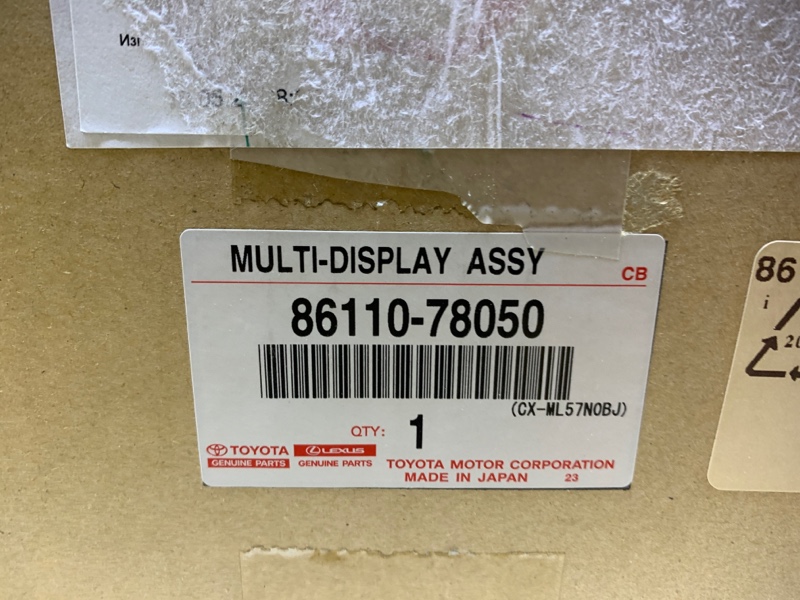 MULTI-DISPLAY ASSY
CB
86110-78050
(CX-ML57N0BJ)
QTY: 1
TOYOTA
GENUINE PARTS
LEXUS
GENUINE PARTS
TOYOTA MOTOR CORPORATION
MADE IN JAPAN 23
86
i